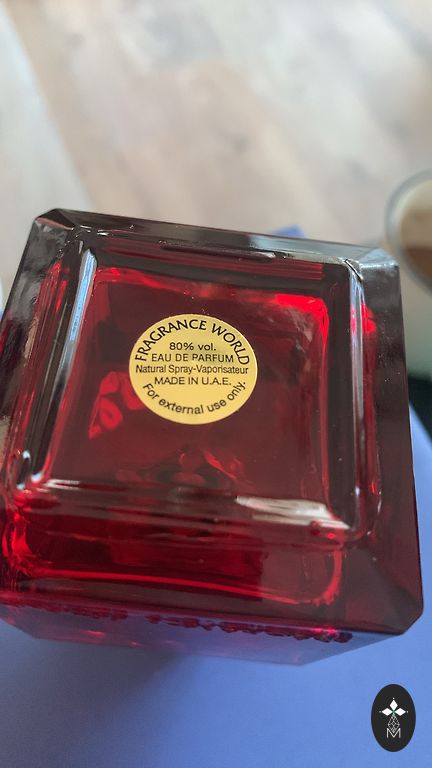 FRAGRANCE WORLD
80% vol.
EAU DE PARFUM
Natural Spray-Vaporisateur
MADE IN U.A.E.
For external use only.
M